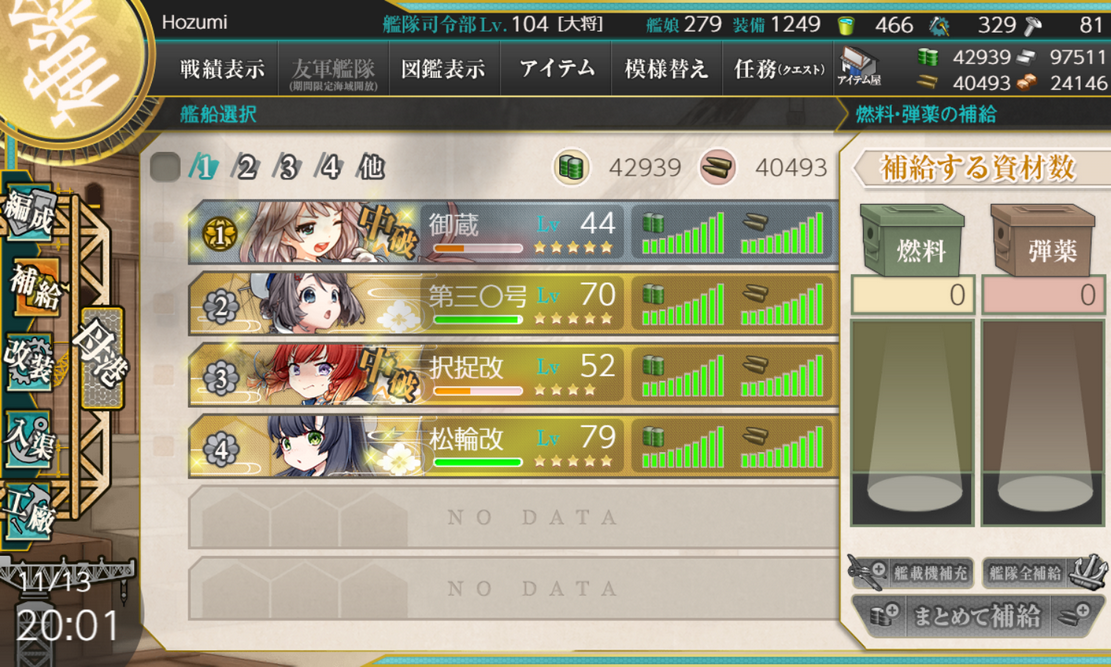 補給
Hozumi
艦隊司令部Lv. 104 [大将]
艦娘 279 装備 1249 466 329 81
戦績表示
友軍艦隊
(期間限定海域開放)
図鑑表示
アイテム
模様替え
任務(クエスト)
アイテム屋
42939 97511
40493 24146
艦船選択
燃料・弾薬の補給
1 2 3 4 他
42939 40493
補給する資材数
編成
補給
改装
入渠
工廠
母港
1 中破 御蔵 Lv 44
2 第三〇号 Lv 70
3 中破 択捉改 Lv 52
4 松輪改 Lv 79
NO DATA
NO DATA
燃料 弾薬
0 0
艦載機補充 艦隊全補給
まとめて補給
11/13
20:01